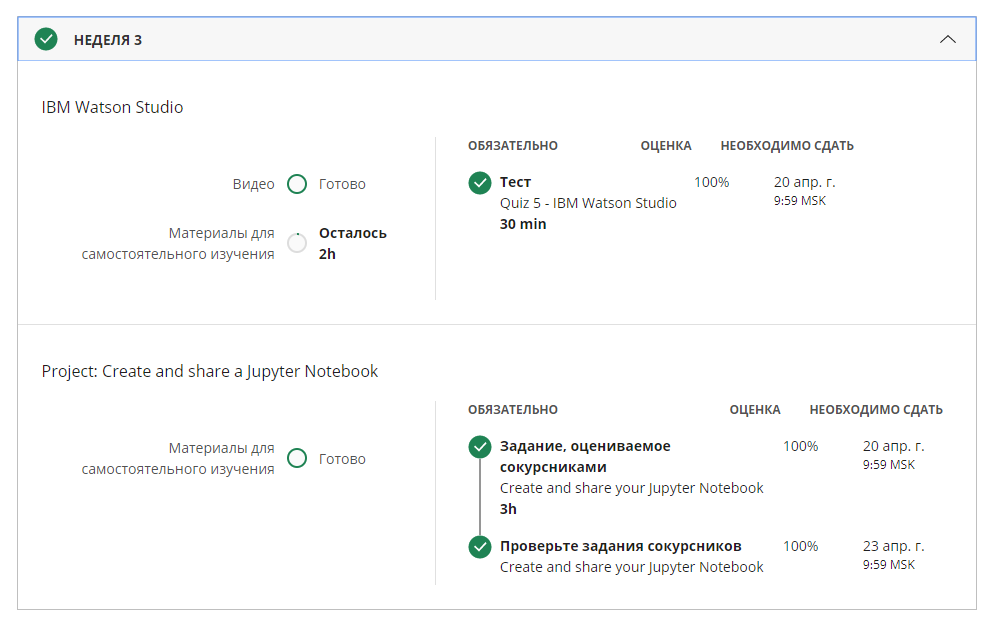 НЕДЕЛЯ 3
IBM Watson Studio
Видео
Готово
Материалы для
самостоятельного изучения
Осталось
2h
ОБЯЗАТЕЛЬНО
ОЦЕНКА
НЕОБХОДИМО СДАТЬ
Тест
100%
20 апр. г.
Quiz 5 - IBM Watson Studio
9:59 MSK
30 min
Project: Create and share a Jupyter Notebook
Материалы для
самостоятельного изучения
Готово
ОБЯЗАТЕЛЬНО
ОЦЕНКА
НЕОБХОДИМО СДАТЬ
Задание, оцениваемое
сокурсниками
100%
20 апр. г.
9:59 MSK
Create and share your Jupyter Notebook
3h
Проверьте задания сокурсников
100%
23 апр. г.
Create and share your Jupyter Notebook
9:59 MSK